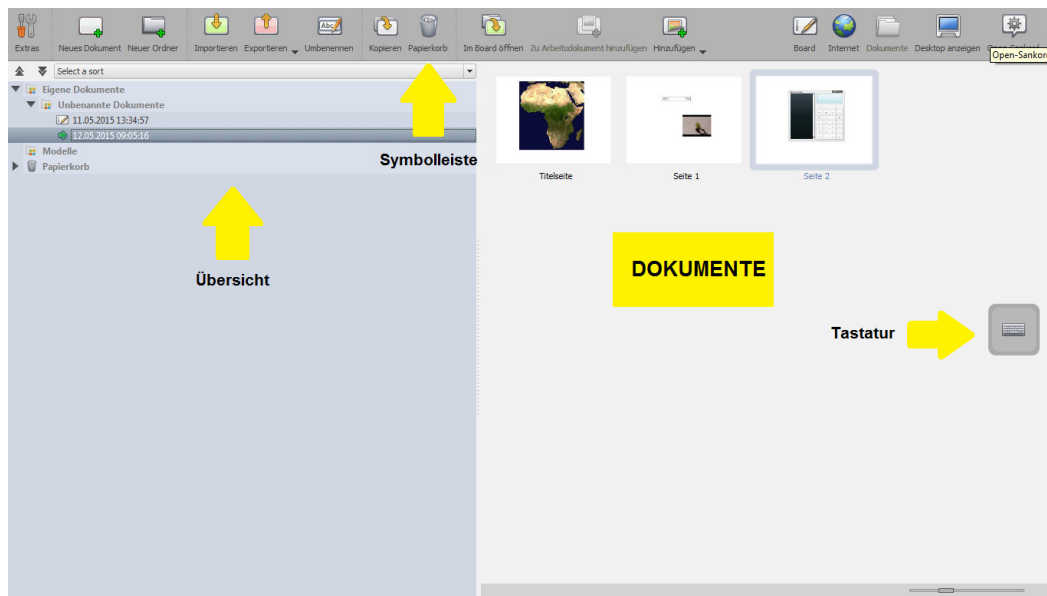 Extras Neues Dokument Neuer Ordner Importieren Exportieren Umbenennen Kopieren Papierkorb Im Board öffnen Zu Arbeitsdokument hinzufügen Hinzufügen Board Internet Dokumente Desktop anzeigen
Open-Sankoré
Select a sort
Eigene Dokumente
Unbenannte Dokumente
11.05.2015 13:34:57
12.05.2015 09:05:16
Modelle
Papierkorb
Symbolleiste
Übersicht
Titelseite Seite 1 Seite 2
DOKUMENTE
Tastatur